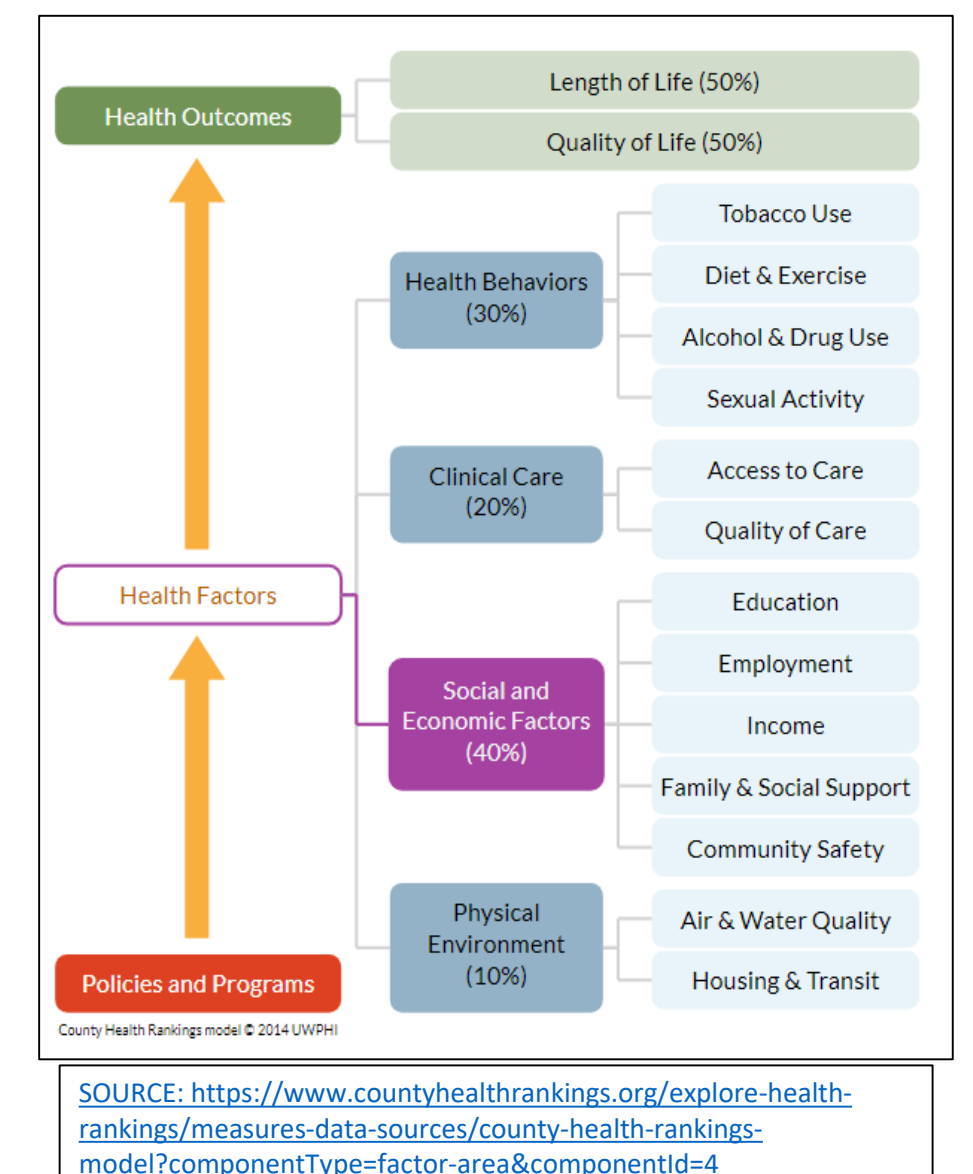 Health Outcomes
Length of Life (50%)
Quality of Life (50%)
Health Behaviors
(30%)
Tobacco Use
Diet & Exercise
Alcohol & Drug Use
Sexual Activity
Clinical Care
(20%)
Access to Care
Quality of Care
Health Factors
Social and
Economic Factors
(40%)
Education
Employment
Income
Family & Social Support
Community Safety
Physical
Environment
(10%)
Air & Water Quality
Housing & Transit
Policies and Programs
County Health Rankings model © 2014 UWPHI
SOURCE: https://www.countyhealthrankings.org/explore-health-
rankings/measures-data-sources/county-health-rankings-
model?componentType=factor-area&componentId=4